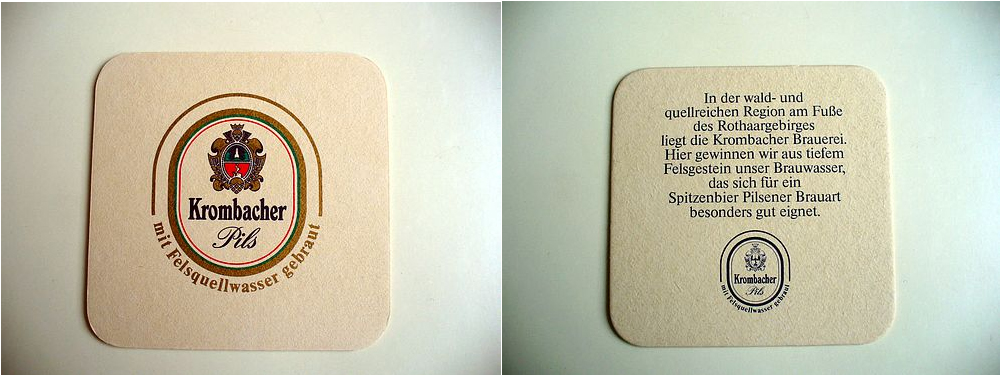 Krombacher
Pils
mit Felsquellwasser gebraut
In der wald- und
quellreichen Region am Fuße
des Rothaargebirges
liegt die Krombacher Brauerei.
Hier gewinnen wir aus tiefem
Felsgestein unser Brauwasser,
das sich für ein
Spitzenbier Pilsener Brauart
besonders gut eignet.
Krombacher
Pils
mit Felsquellwasser gebraut